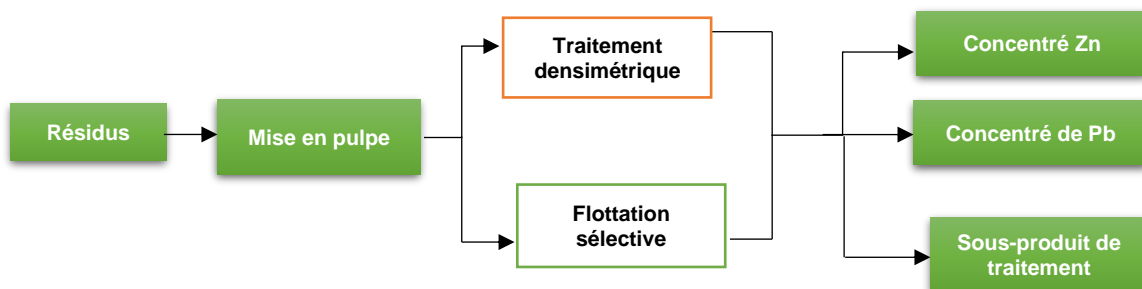 Résidus
Mise en pulpe
Traitement
densimétrique
Flottation
sélective
Concentré Zn
Concentré de Pb
Sous-produit de
traitement